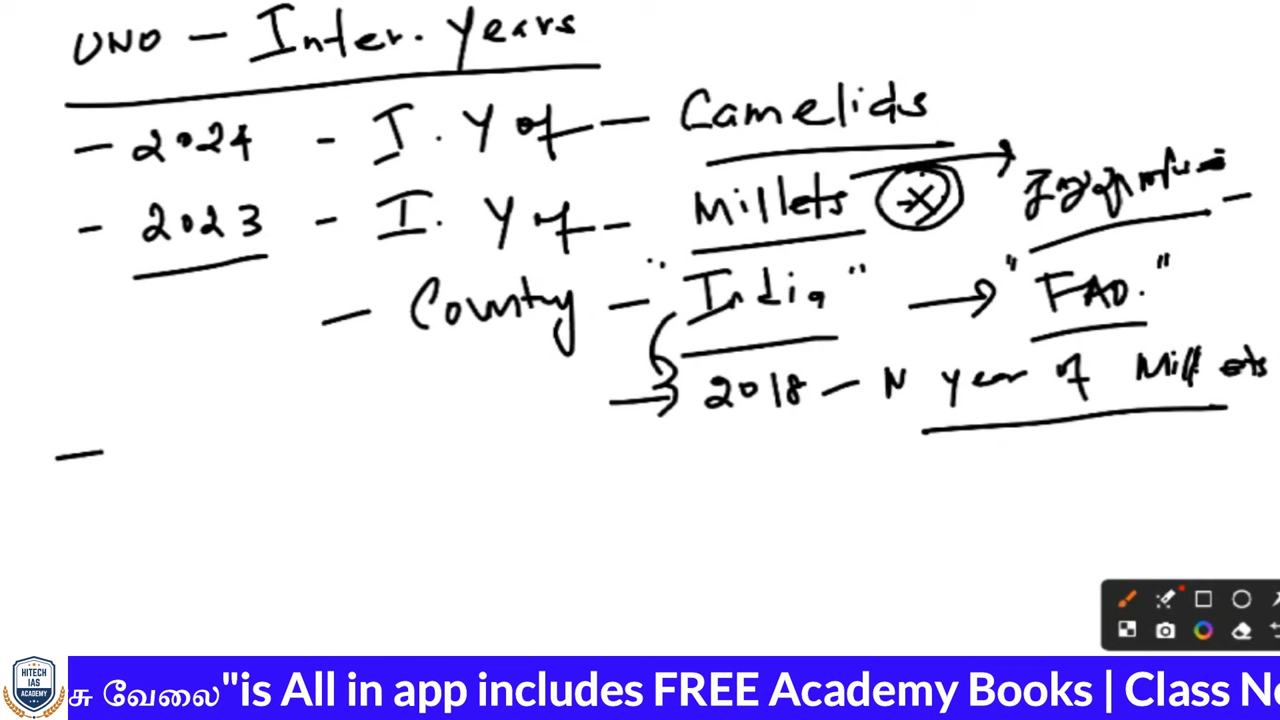 UNO - Inter. Years
- 2024 - I. Y of - Camelids
- 2023 - I. Y of - Millets
- Country - "India" → "FAO."
→ 2018 - N year of Millets
HITECH
IAS
ACADEMY
சு வேலை"is All in app includes FREE Academy Books | Class No